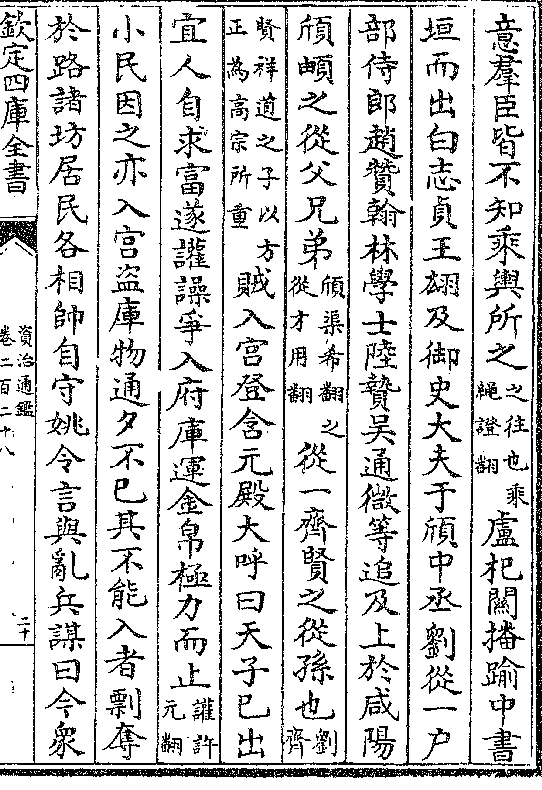 意羣臣皆不知乘輿所之之往也乘繩證翻盧杞關播踰中書
垣而出白志貞王翃及御史大夫于頎中丞劉從一戶
部侍郎趙贊翰林學士陸贄吳通微等追及上於咸陽
頎頔之從父兄弟頎渠希翻之從才用翻從一齊賢之從孫也劉齊
賢祥道之子以方正為高宗所重賊入宮登含元殿大呼曰天子已出
宜人自求富遂讙譟爭入府庫運金帛極力而止讙許元翻
小民因之亦入宮盜庫物通夕不已其不能入者剽奪
於路諸坊居民各相帥自守姚令言與亂兵謀曰今衆
欽定四庫全書
資治通鑑
卷二百二十八
二十